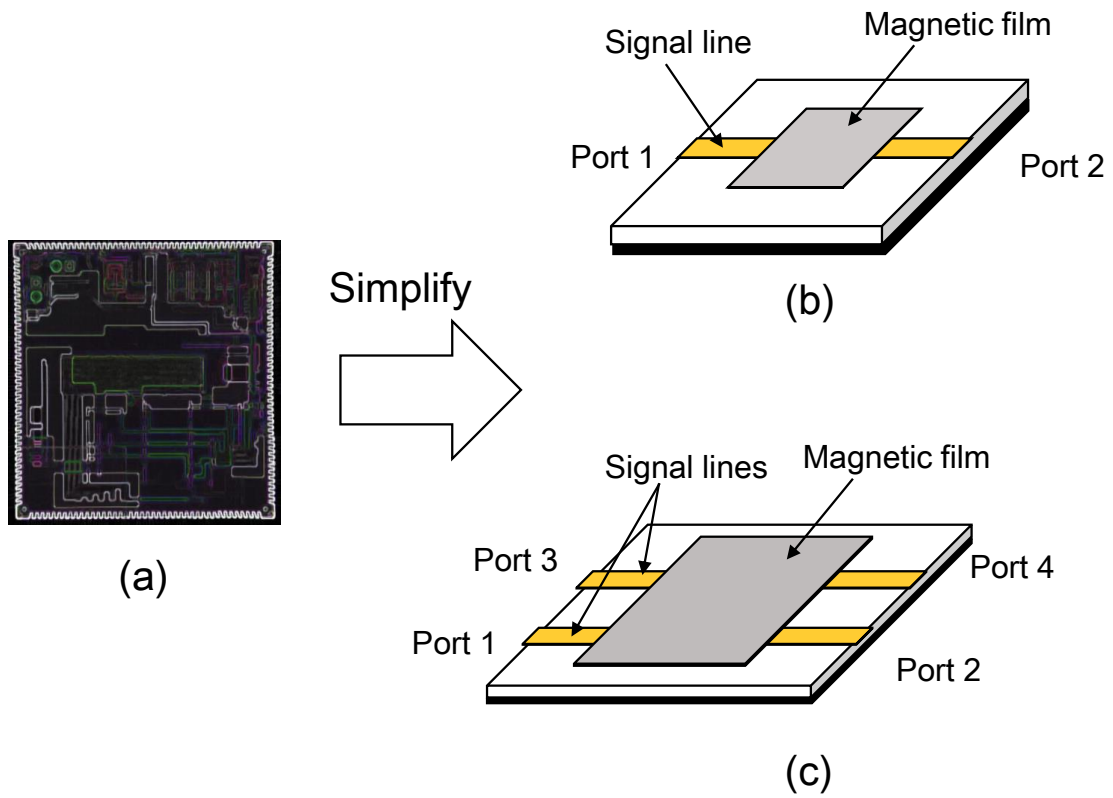 Magnetic film
Signal line
Port 1
Port 2
(b)
Simplify
(a)
Signal lines
Magnetic film
Port 3
Port 4
Port 1
Port 2
(c)